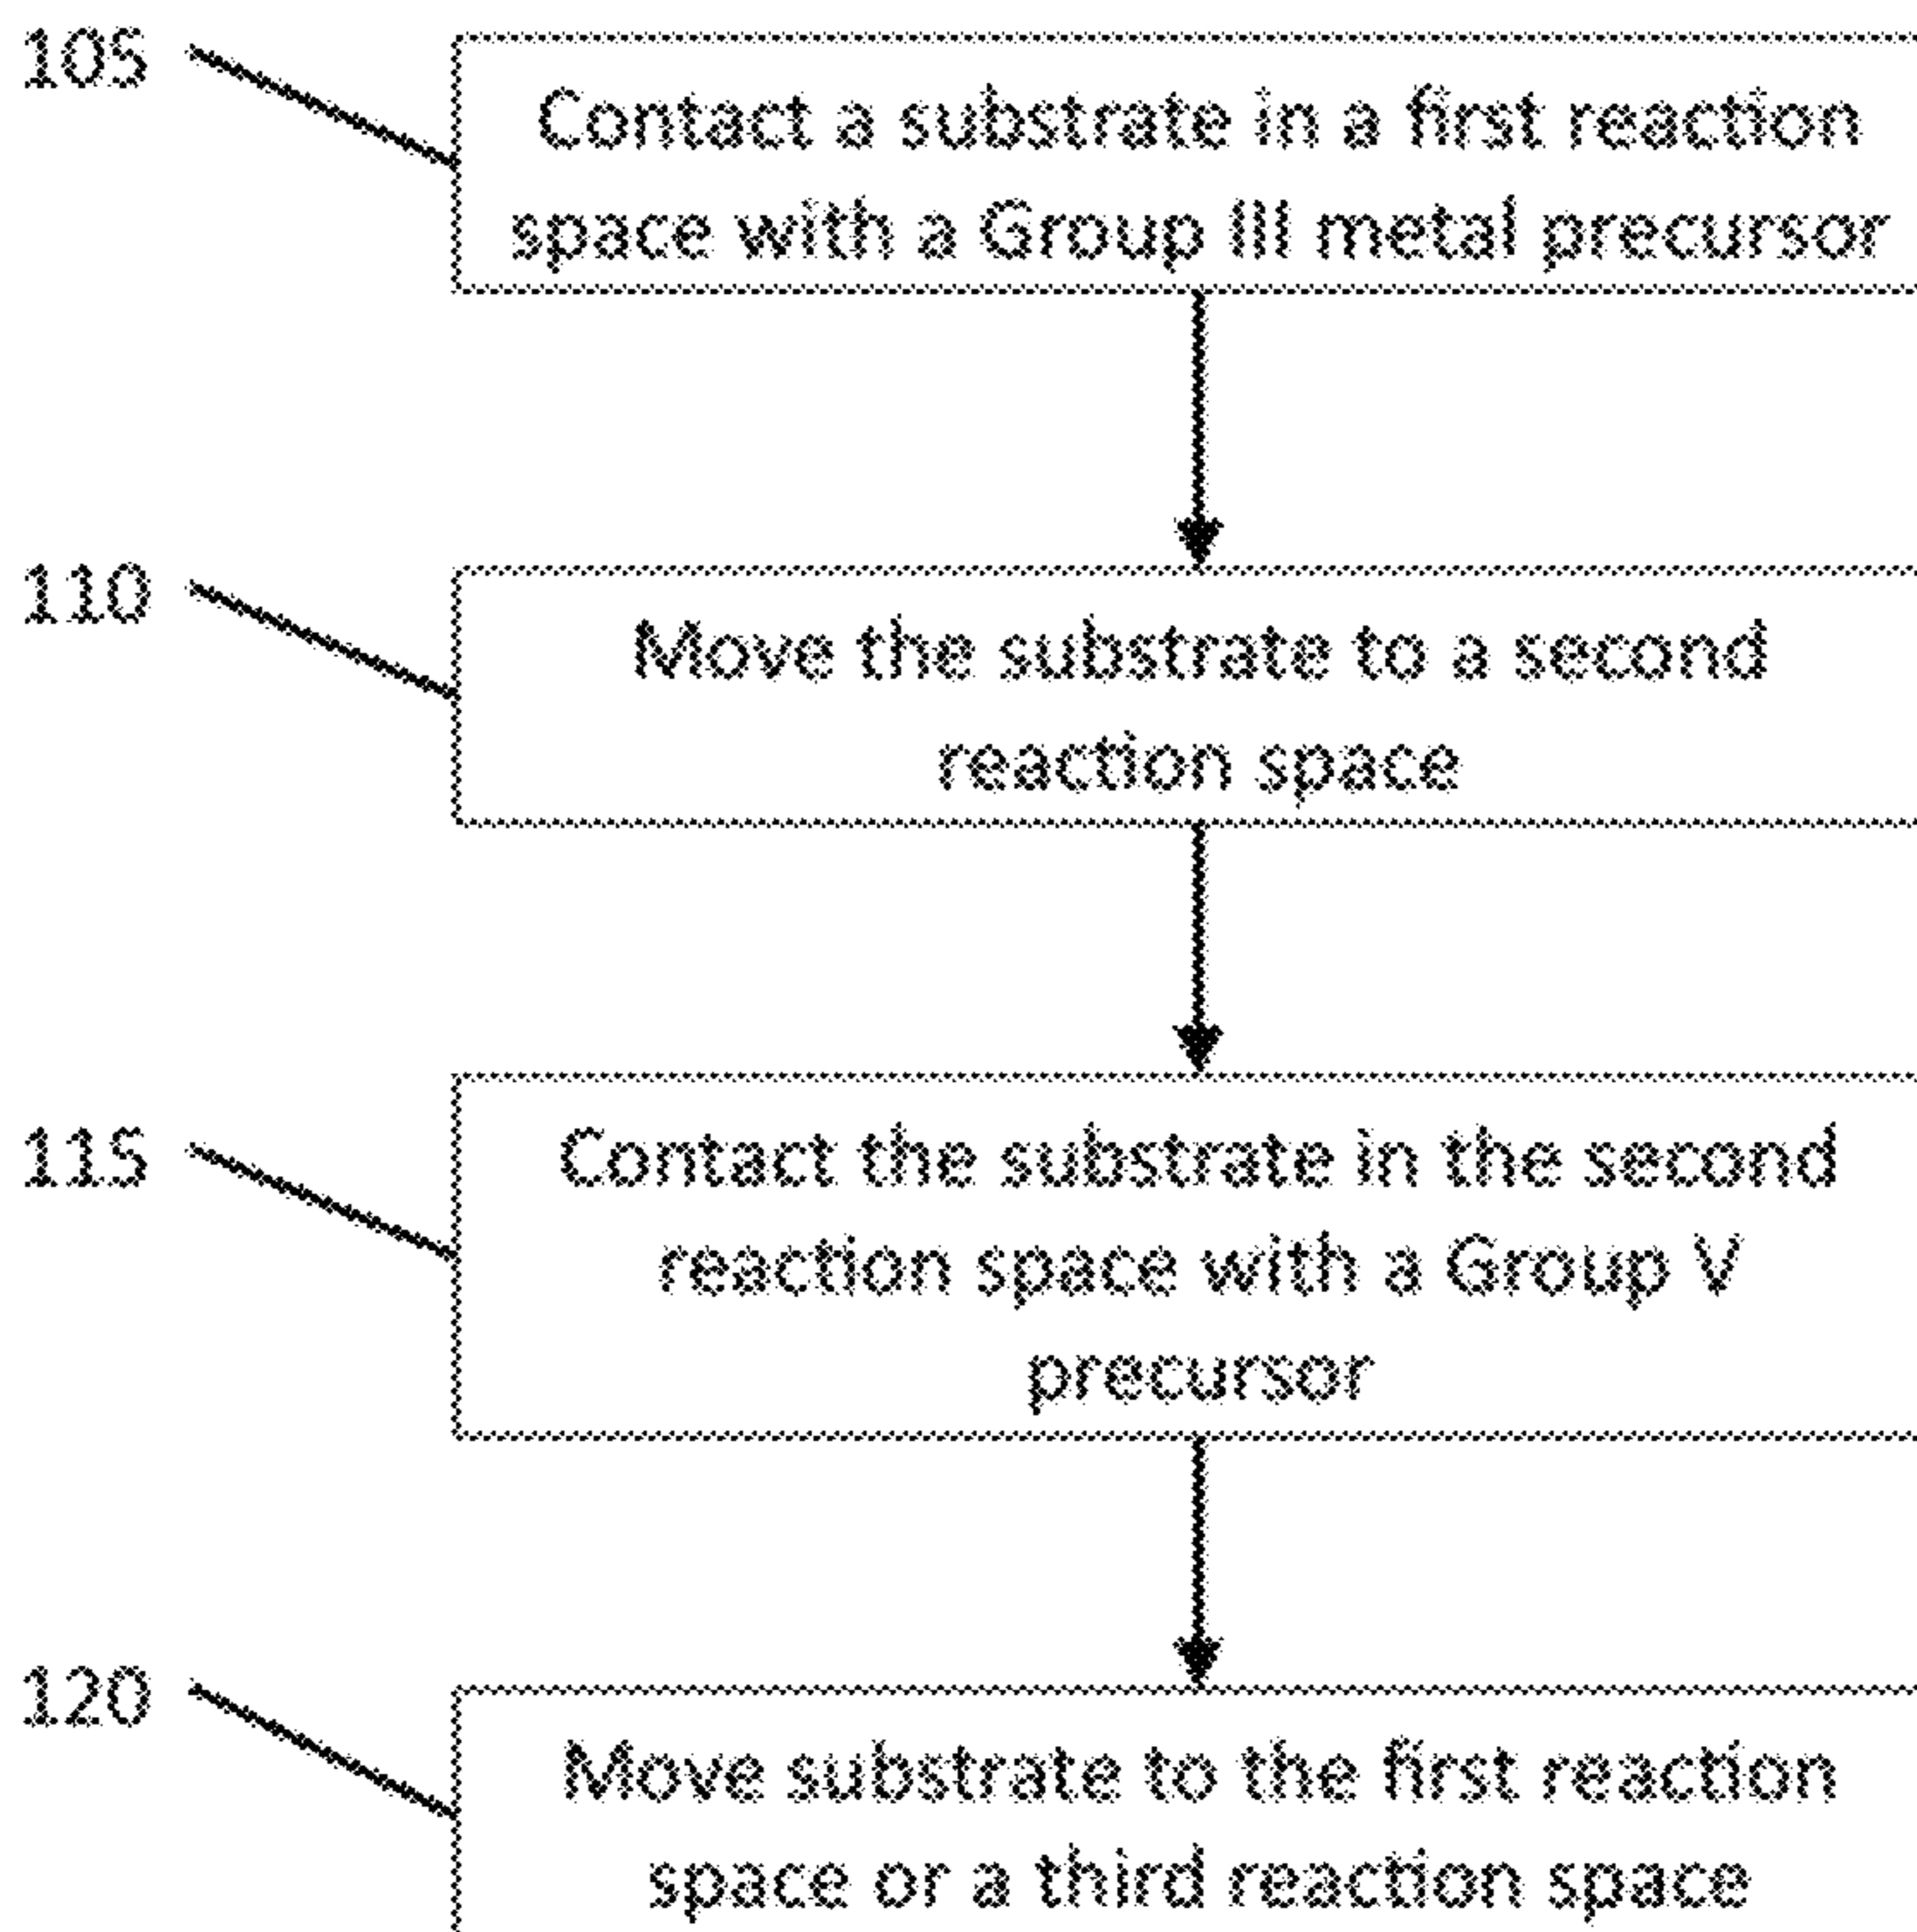 105
Contact a substrate in a first reaction
space with a Group III metal precursor
110
Move the substrate to a second
reaction space
115
Contact the substrate in the second
reaction space with a Group V
precursor
120
Move substrate to the first reaction
space or a third reaction space